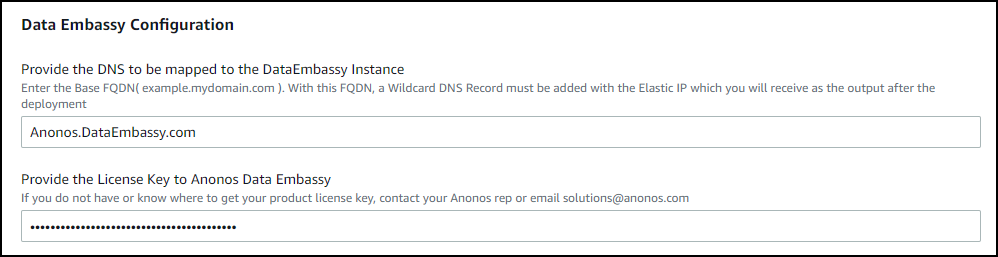 Data Embassy Configuration
Provide the DNS to be mapped to the DataEmbassy Instance
Enter the Base FQDN( example.mydomain.com ). With this FQDN, a Wildcard DNS Record must be added with the Elastic IP which you will receive as the output after the
deployment
Anonos.DataEmbassy.com
Provide the License Key to Anonos Data Embassy
If you do not have or know where to get your product license key, contact your Anonos rep or email solutions@anonos.com
•••••••••••••••••••••••••••••••••••••••••